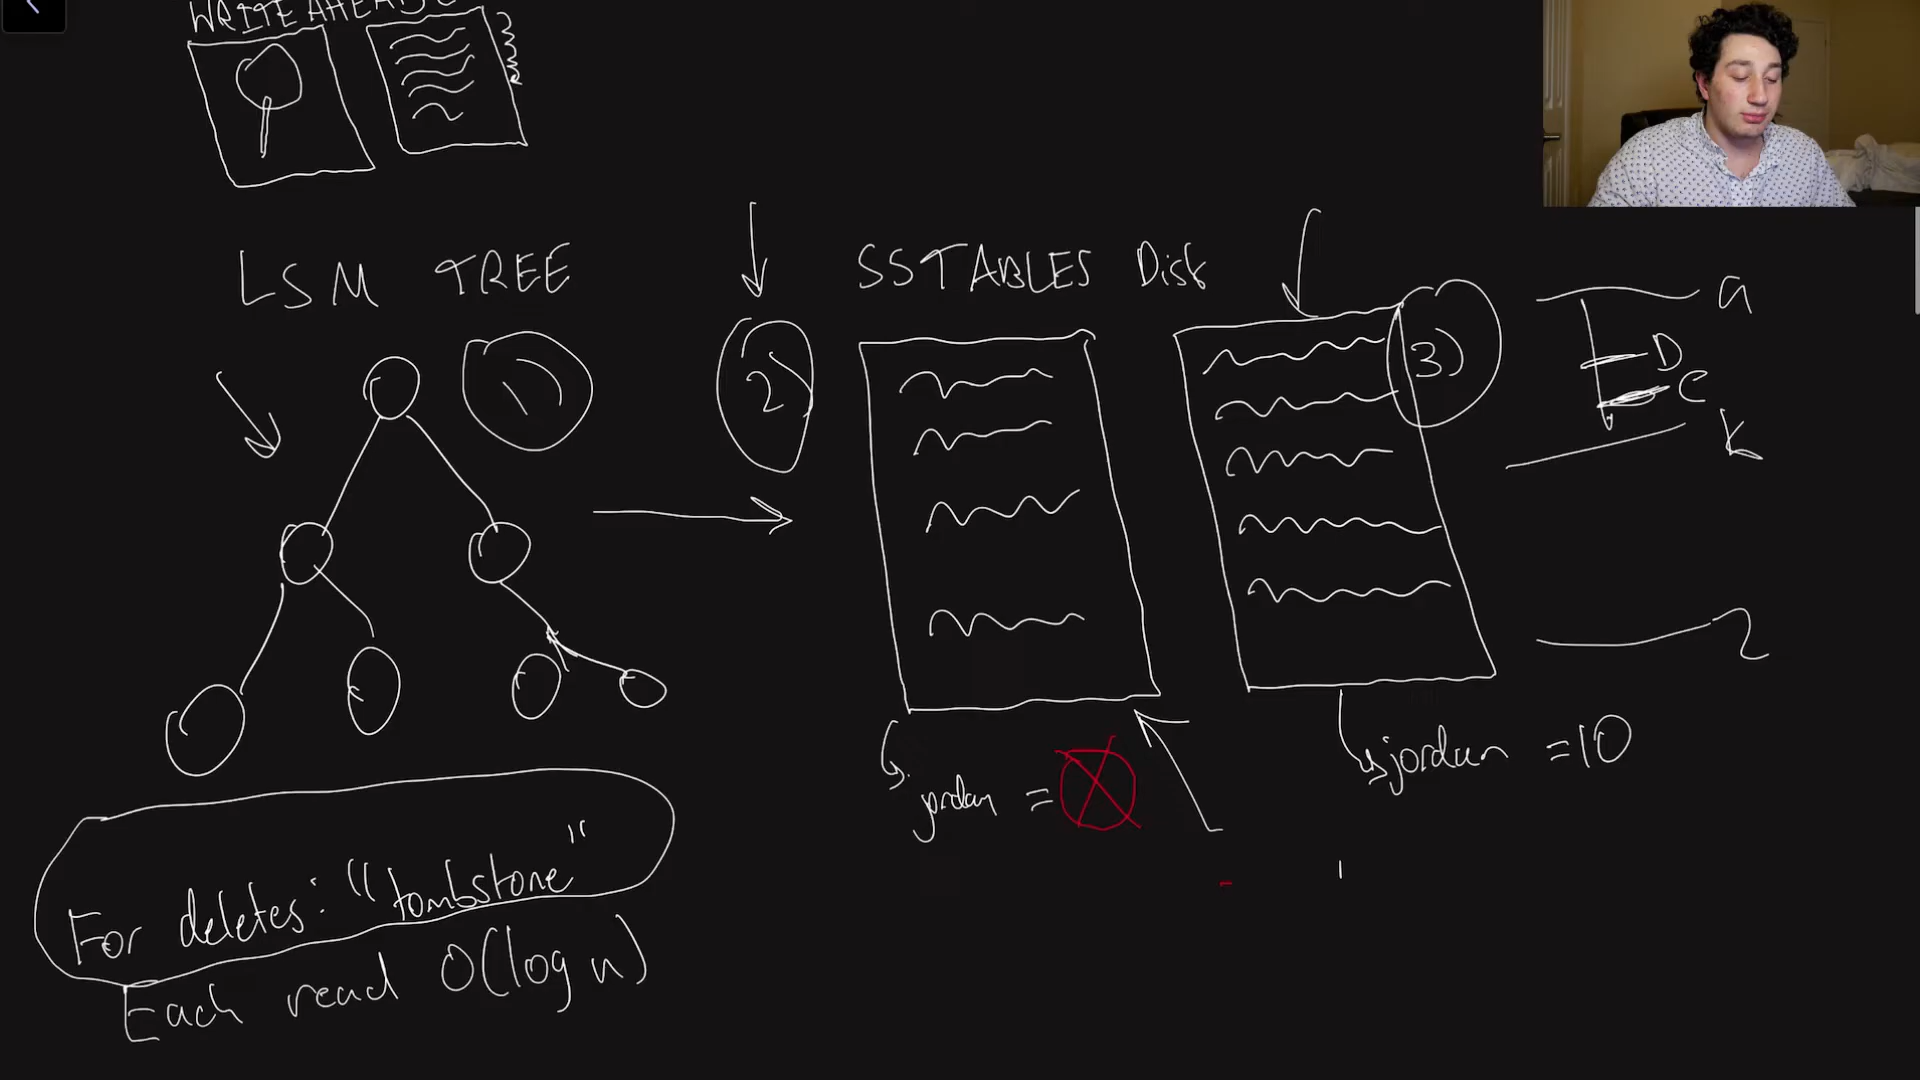 WRITE AHEAD
LSM TREE
SSTABLES Disk
1)
2)
3)
a
D
C
k
z
jordan =
jordan =10
For deletes: "tombstone"
Each read O(log n)